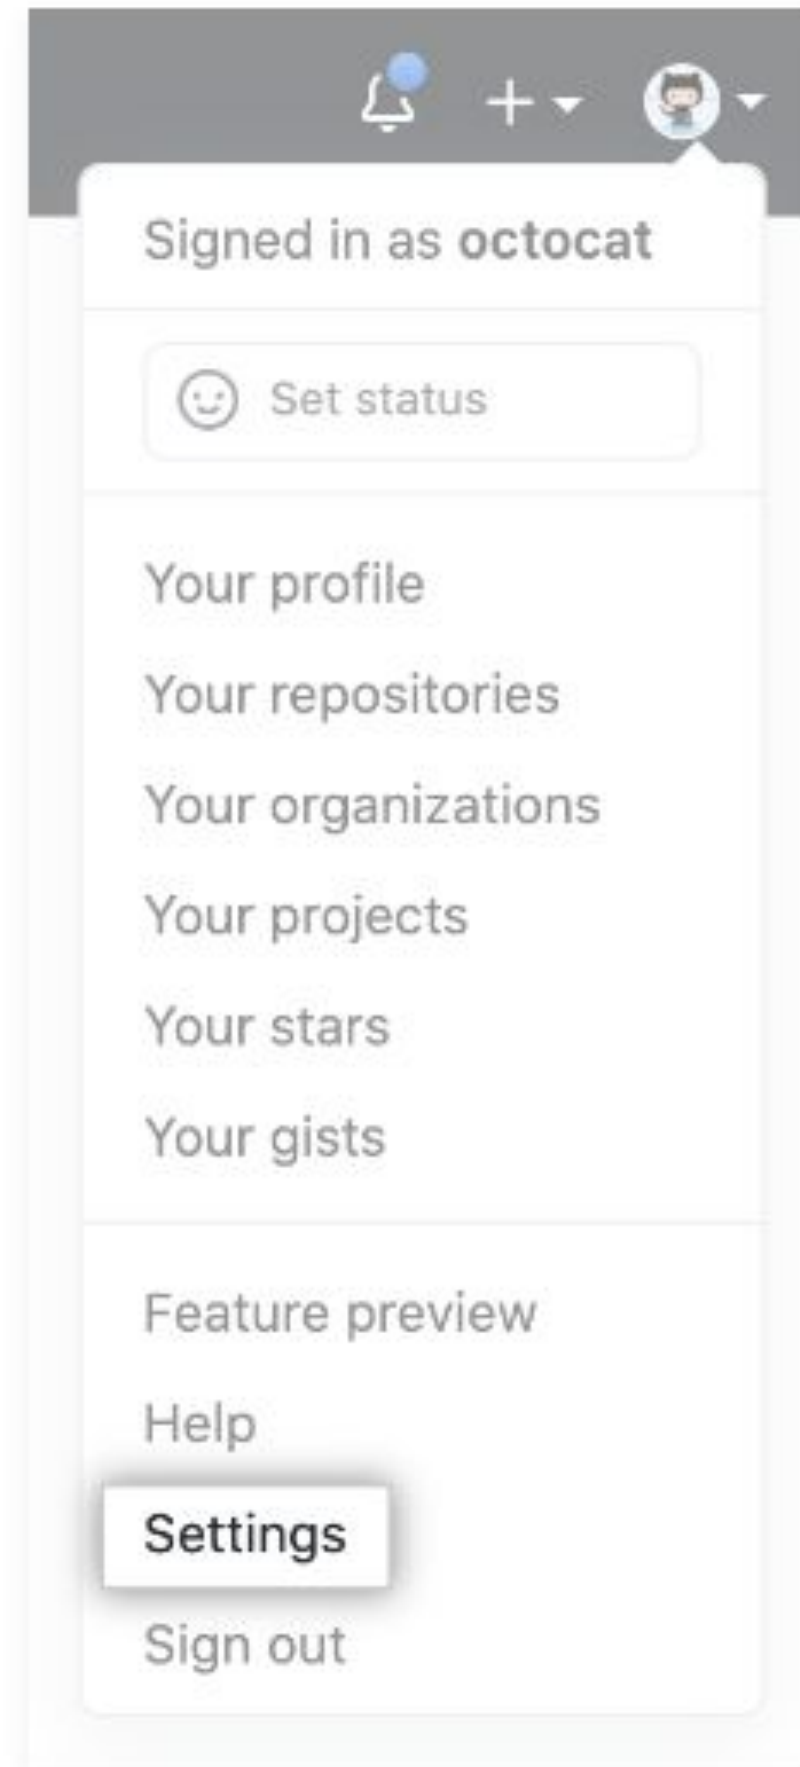 Signed in as octocat
Set status
Your profile
Your repositories
Your organizations
Your projects
Your stars
Your gists
Feature preview
Help
Settings
Sign out